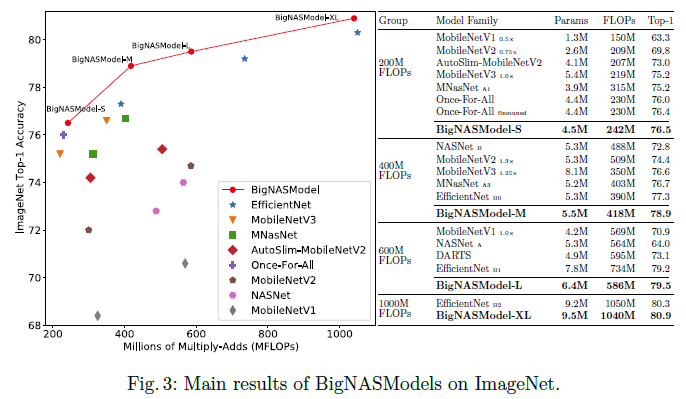 ImageNet Top-1 Accuracy
80
78
76
74
72
70
68
BigNASModel-XL
BigNASModel-L
BigNASModel-M
BigNASModel-S
BigNASModel
EfficientNet
MobileNetV3
MNasNet
AutoSlim-MobileNetV2
Once-For-All
MobileNetV2
NASNet
MobileNetV1
200 400 600 800 1000
Millions of Multiply-Adds (MFLOPs)
Group Model Family Params FLOPs Top-1
200M FLOPs
MobileNetV1 0.5× 1.3M 150M 63.3
MobileNetV2 0.75× 2.6M 209M 69.8
AutoSlim-MobileNetV2 4.1M 207M 73.0
MobileNetV3 1.0× 5.4M 219M 75.2
MNasNet A1 3.9M 315M 75.2
Once-For-All 4.4M 230M 76.0
Once-For-All finetuned 4.4M 230M 76.4
BigNASModel-S 4.5M 242M 76.5
400M FLOPs
NASNet B 5.3M 488M 72.8
MobileNetV2 1.3× 5.3M 509M 74.4
MobileNetV3 1.25× 8.1M 350M 76.6
MNasNet A3 5.2M 403M 76.7
EfficientNet B0 5.3M 390M 77.3
BigNASModel-M 5.5M 418M 78.9
600M FLOPs
MobileNetV1 1.0× 4.2M 569M 70.9
NASNet A 5.3M 564M 64.0
DARTS 4.9M 595M 73.1
EfficientNet B1 7.8M 734M 79.2
BigNASModel-L 6.4M 586M 79.5
1000M FLOPs
EfficientNet B2 9.2M 1050M 80.3
BigNASModel-XL 9.5M 1040M 80.9
Fig. 3: Main results of BigNASModels on ImageNet.